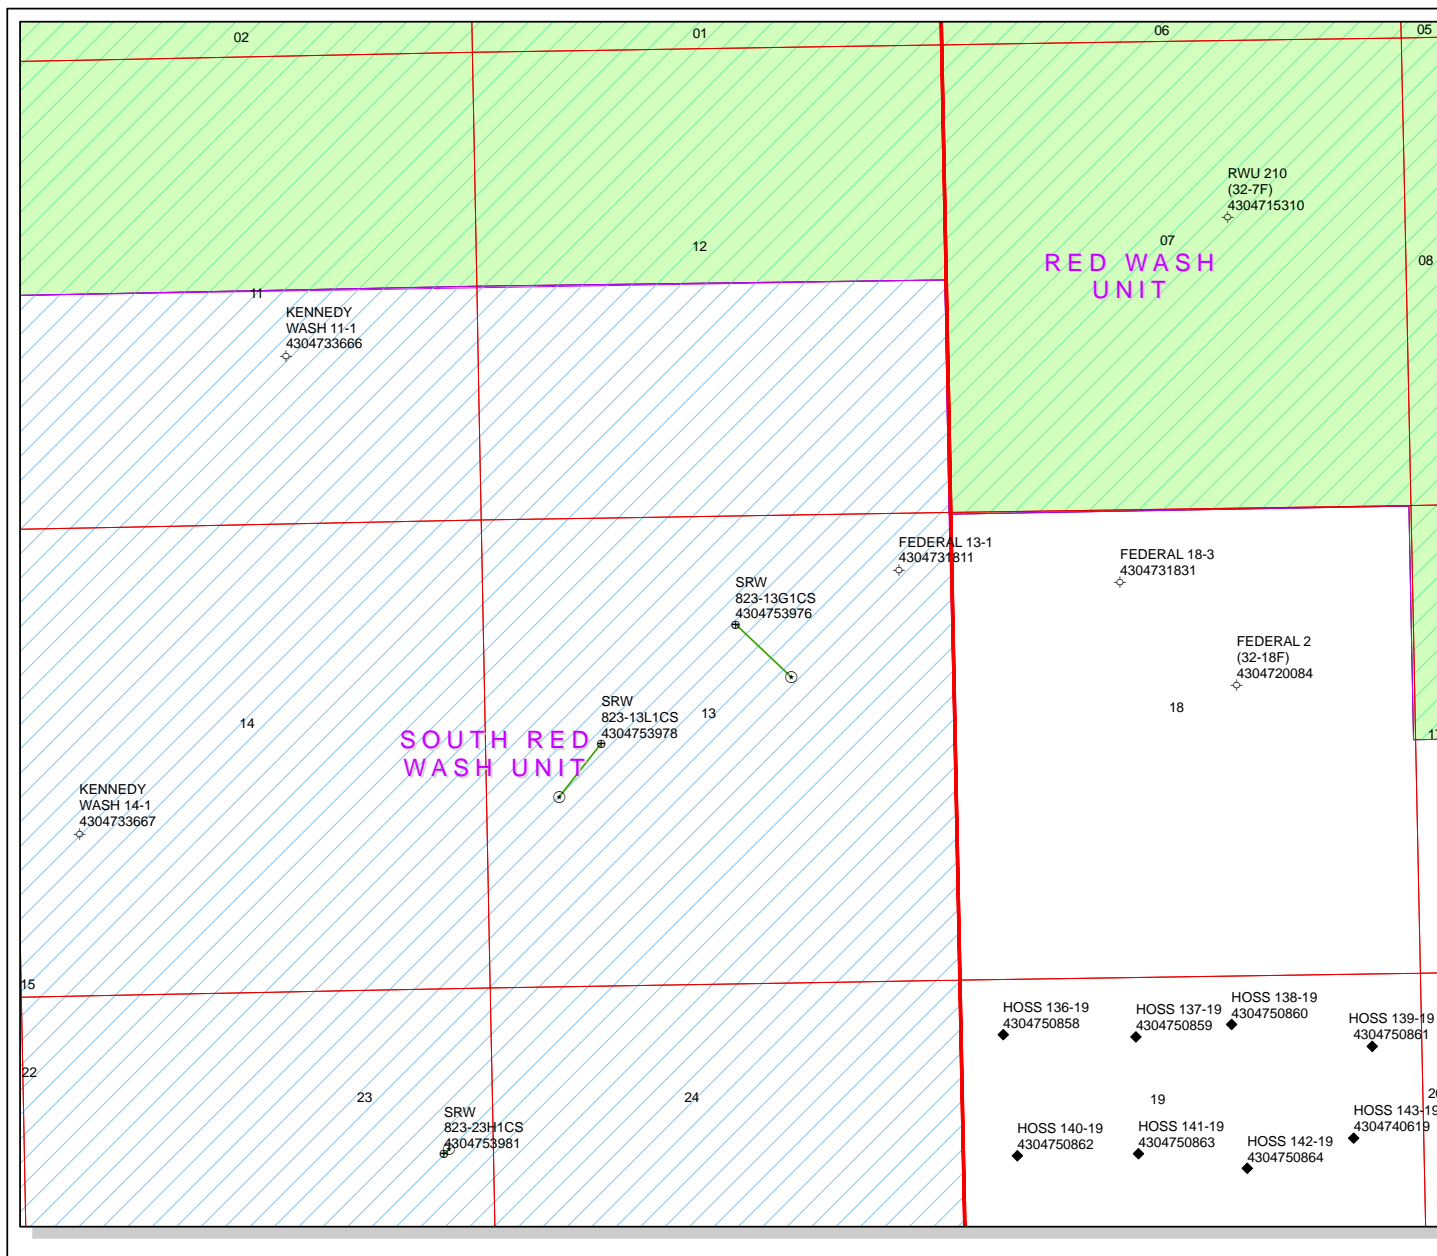 02
01
06
05
RWU 210
(32-7F)
4304715310
07
12
RED WASH
UNIT
08
11
KENNEDY
WASH 11-1
4304733666
FEDERAL 13-1
4304731811
FEDERAL 18-3
4304731831
SRW
823-13G1CS
4304753976
FEDERAL 2
(32-18F)
4304720084
SRW
823-13L1CS
4304753978
13
14
18
SOUTH RED
WASH UNIT
KENNEDY
WASH 14-1
4304733667
15
HOSS 136-19
4304750858
HOSS 137-19
4304750859
HOSS 138-19
4304750860
HOSS 139-19
4304750861
22
23
24
19
SRW
823-23H1CS
4304753981
HOSS 140-19
4304750862
HOSS 141-19
4304750863
HOSS 142-19
4304750864
HOSS 143-19
4304740619